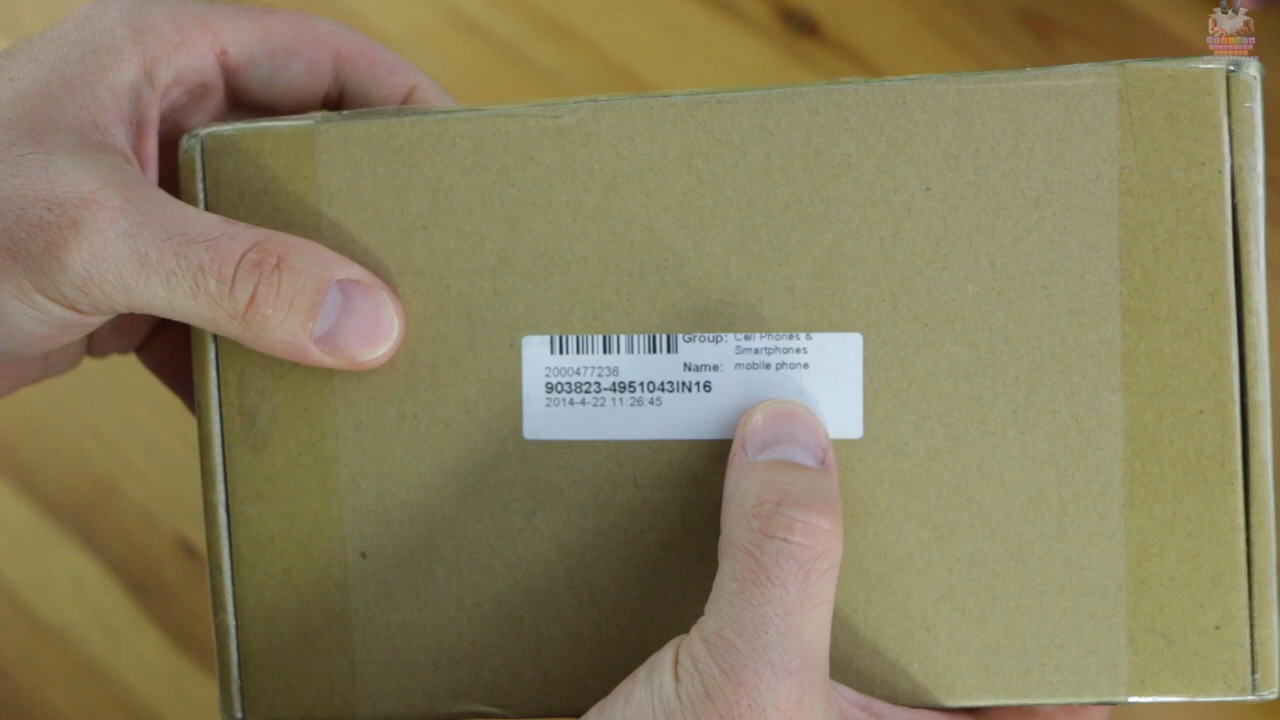 Group: Cell Phones &
Smartphones
Name: mobile phone
2000477236
903823-4951043IN16
2014-4-22 11:26:45